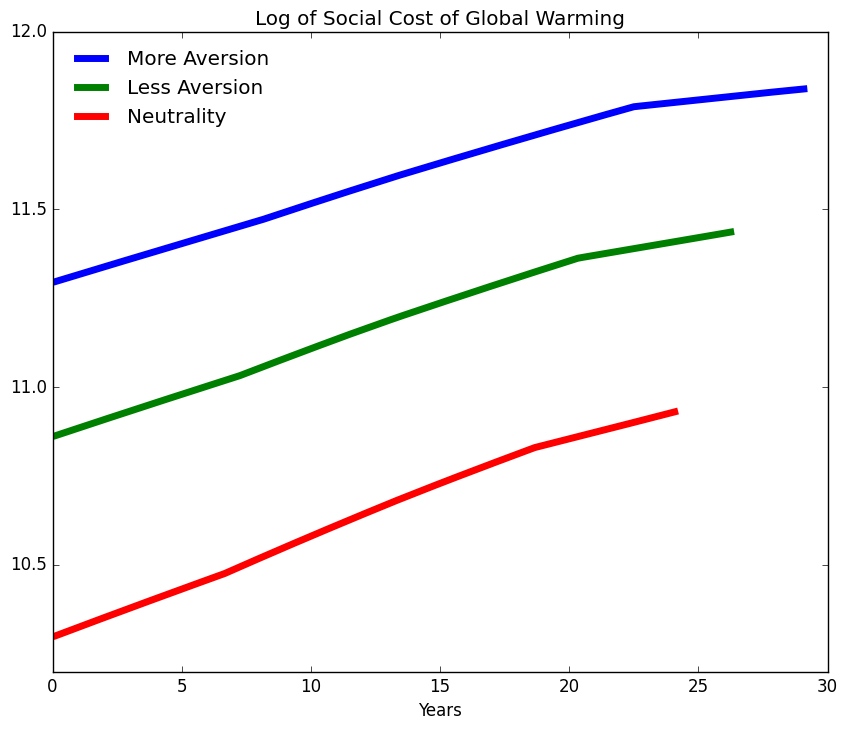 Log of Social Cost of Global Warming
12.0
More Aversion
Less Aversion
Neutrality
11.5
11.0
10.5
0 5 10 15 20 25 30
Years